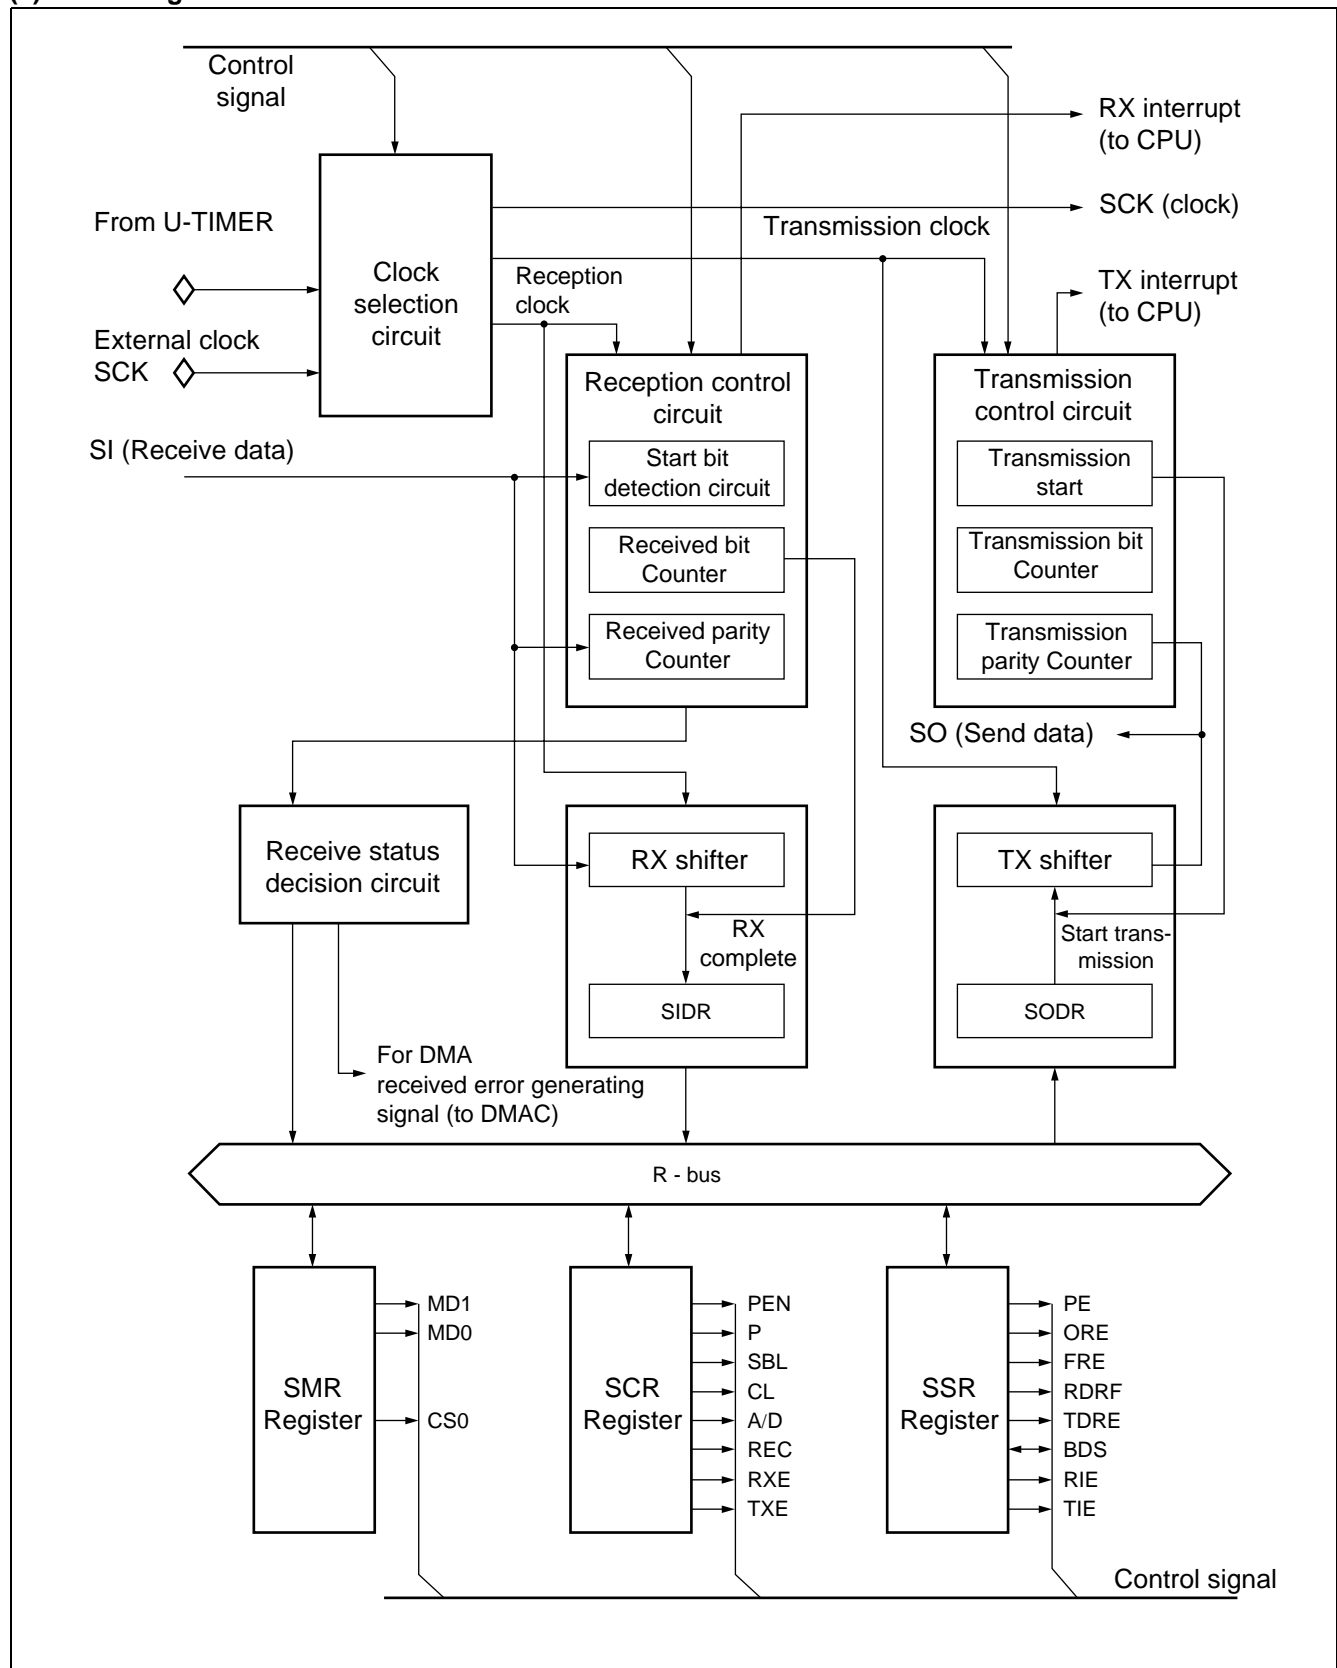 Control
signal
RX interrupt
(to CPU)
From U-TIMER
SCK (clock)
Transmission clock
Clock
selection
circuit
Reception
clock
TX interrupt
(to CPU)
External clock
SCK
Reception control
circuit
Transmission
control circuit
SI (Receive data)
Start bit
detection circuit
Transmission
start
Received bit
Counter
Transmission bit
Counter
Received parity
Counter
Transmission
parity Counter
SO (Send data)
Receive status
decision circuit
RX shifter
TX shifter
RX
complete
Start trans-
mission
SIDR
SODR
For DMA
received error generating
signal (to DMAC)
R - bus
SMR
Register
MD1
MD0
CS0
SCR
Register
PEN
P
SBL
CL
A/D
REC
RXE
TXE
SSR
Register
PE
ORE
FRE
RDRF
TDRE
BDS
RIE
TIE
Control signal